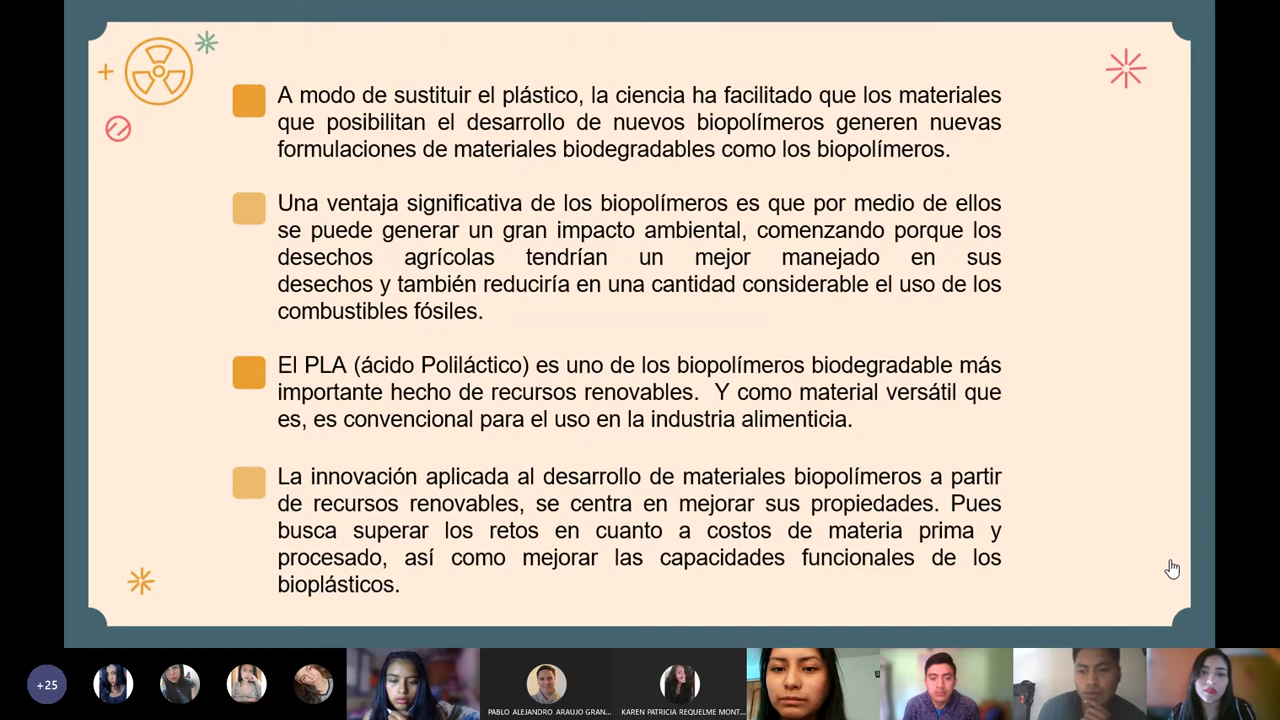 A modo de sustituir el plástico, la ciencia ha facilitado que los materiales
que posibilitan el desarrollo de nuevos biopolímeros generen nuevas
formulaciones de materiales biodegradables como los biopolímeros.
Una ventaja significativa de los biopolímeros es que por medio de ellos
se puede generar un gran impacto ambiental, comenzando porque los
desechos agrícolas tendrían un mejor manejado en sus
desechos y también reduciría en una cantidad considerable el uso de los
combustibles fósiles.
El PLA (ácido Poliláctico) es uno de los biopolímeros biodegradable más
importante hecho de recursos renovables. Y como material versátil que
es, es convencional para el uso en la industria alimenticia.
La innovación aplicada al desarrollo de materiales biopolímeros a partir
de recursos renovables, se centra en mejorar sus propiedades. Pues
busca superar los retos en cuanto a costos de materia prima y
procesado, así como mejorar las capacidades funcionales de los
bioplásticos.
+25
PABLO ALEJANDRO ARAUJO GRAN...
KAREN PATRICIA REQUELME MONT...